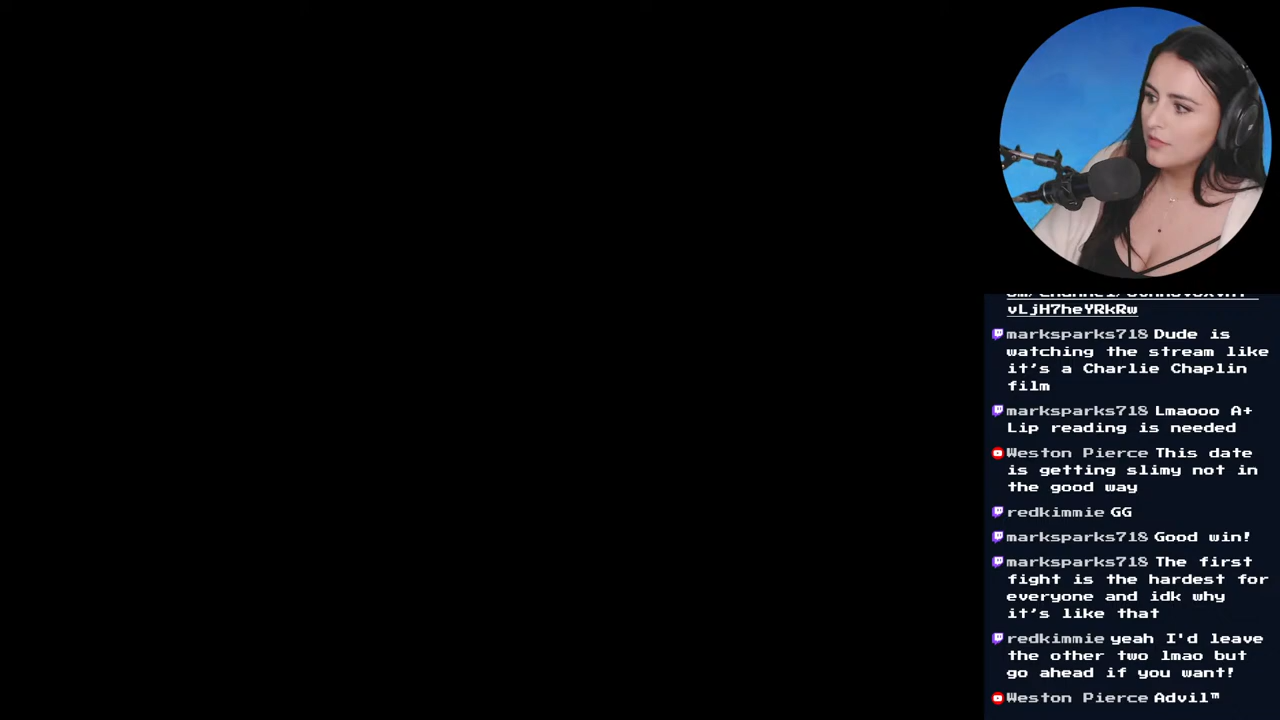 vLjH7heYRkRw
marksparks718 Dude is
watching the stream like
it's a Charlie Chaplin
film
marksparks718 Lmaooo A+
Lip reading is needed
Weston Pierce This date
is getting slimy not in
the good way
redkimmie GG
marksparks718 Good win!
marksparks718 The first
fight is the hardest for
everyone and idk why
it's like that
redkimmie yeah I'd leave
the other two lmao but
go ahead if you want!
Weston Pierce Advil™